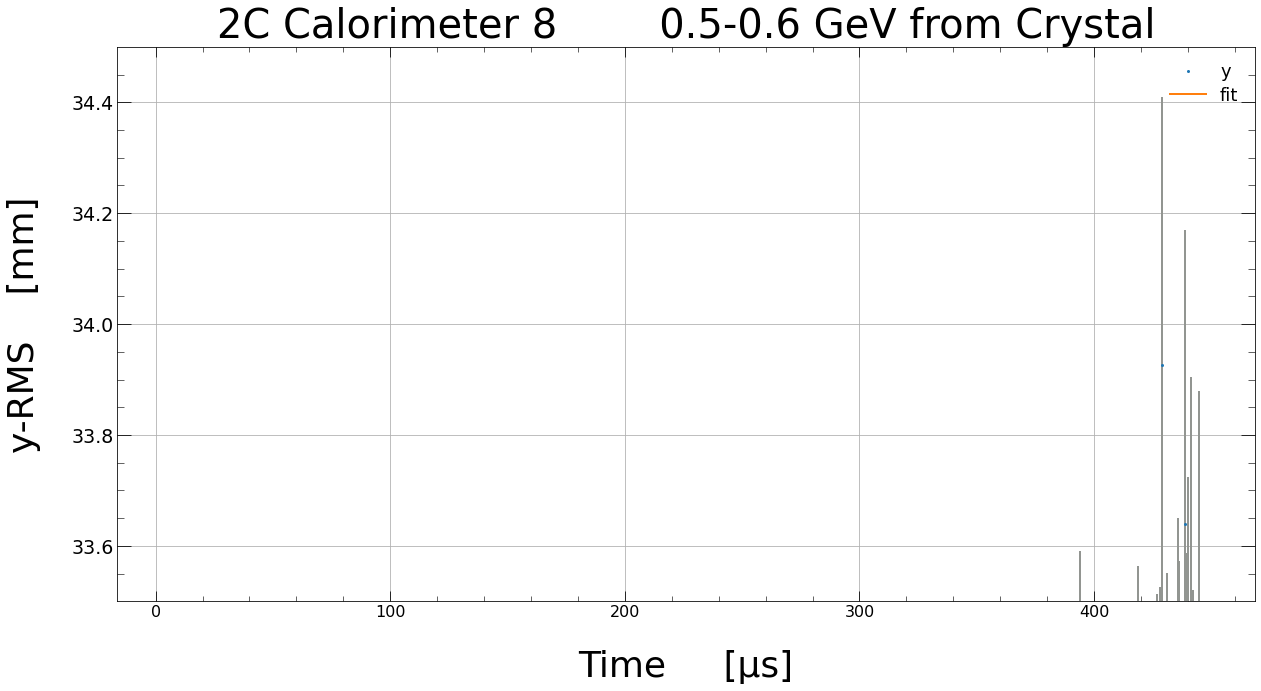 2C Calorimeter 8 0.5-0.6 GeV from Crystal
y
fit
34.4
34.2
34.0
33.8
33.6
y-RMS [mm]
0 100 200 300 400
Time [µs]